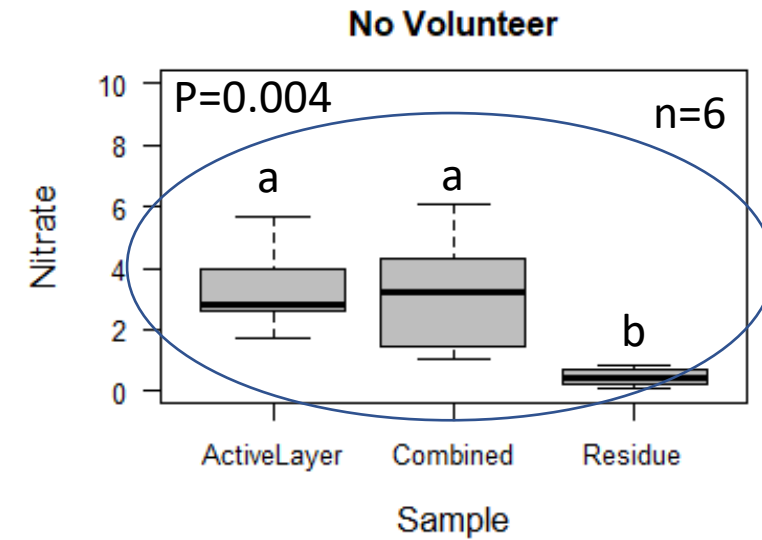 No Volunteer
P=0.004
n=6
10
8
6
4
2
0
Nitrate
a
a
b
ActiveLayer Combined Residue
Sample